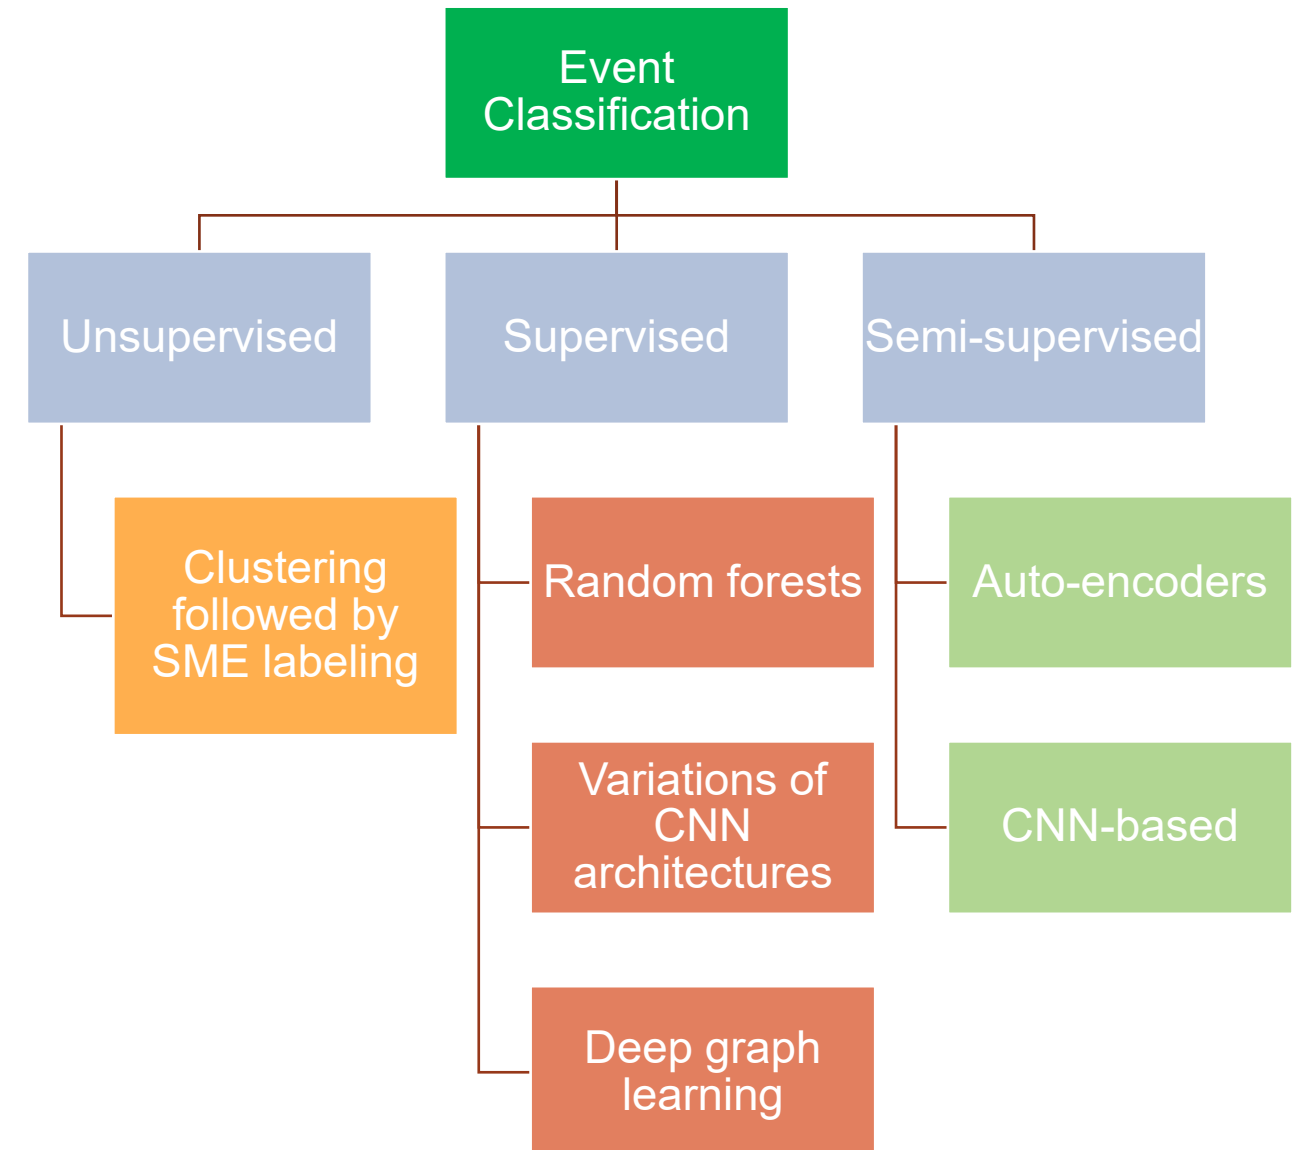 Event
Classification
Unsupervised
Supervised
Semi-supervised
Clustering
followed by
SME labeling
Random forests
Auto-encoders
Variations of
CNN
architectures
CNN-based
Deep graph
learning